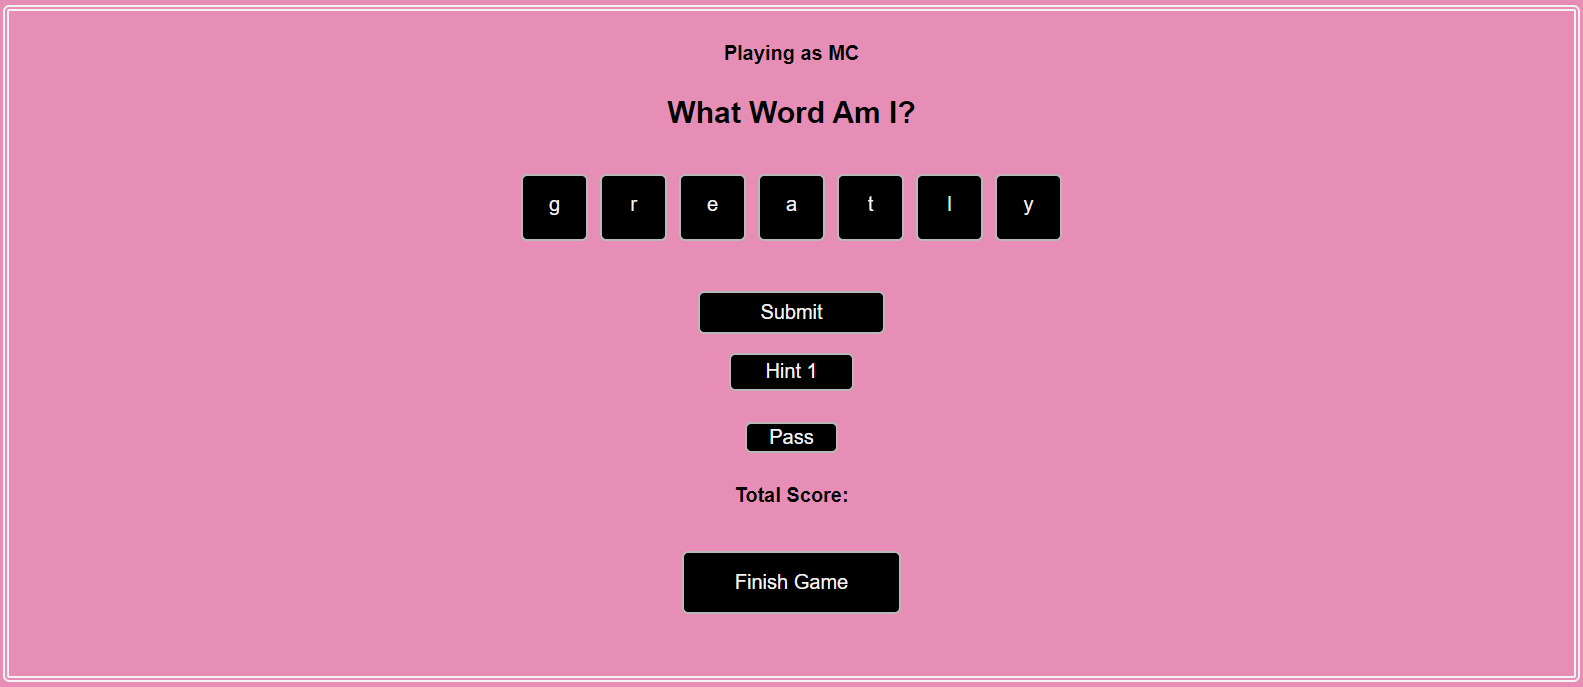 Playing as MC
What Word Am I?
g r e a t l y
Submit
Hint 1
Pass
Total Score:
Finish Game